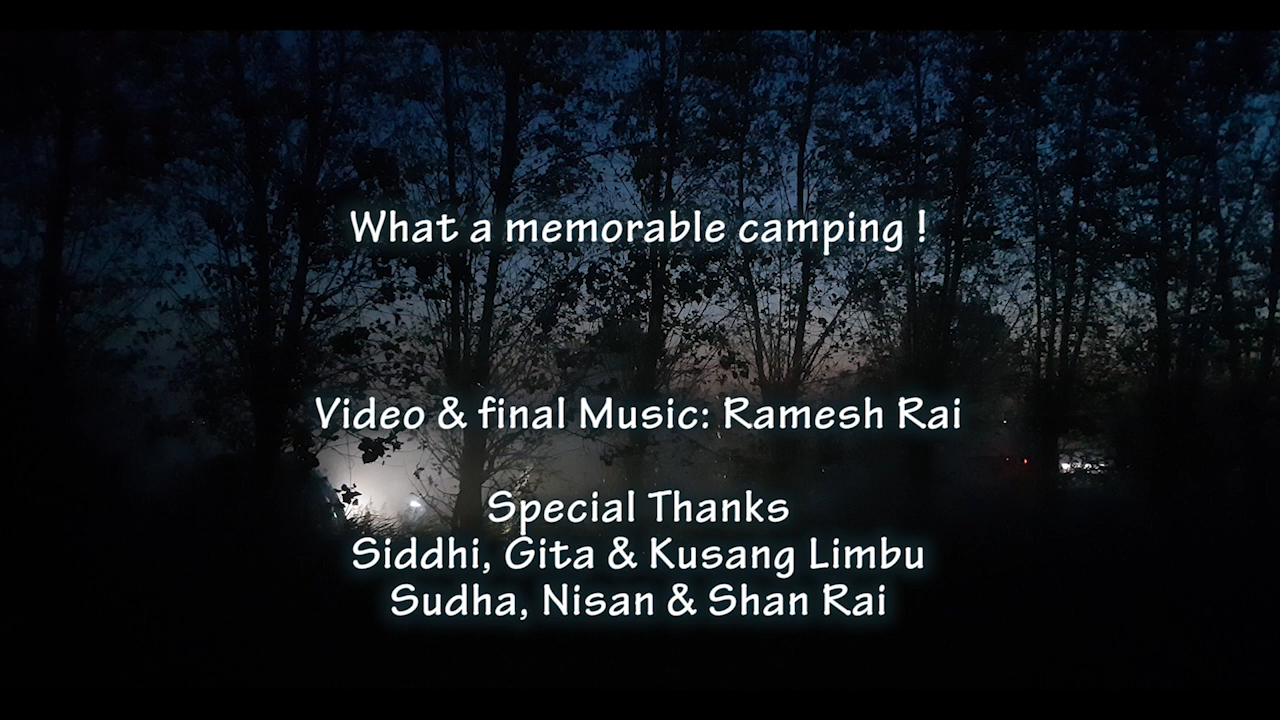 What a memorable camping !
Video & final Music: Ramesh Rai
Special Thanks
Siddhi, Gita & Kusang Limbu
Sudha, Nisan & Shan Rai